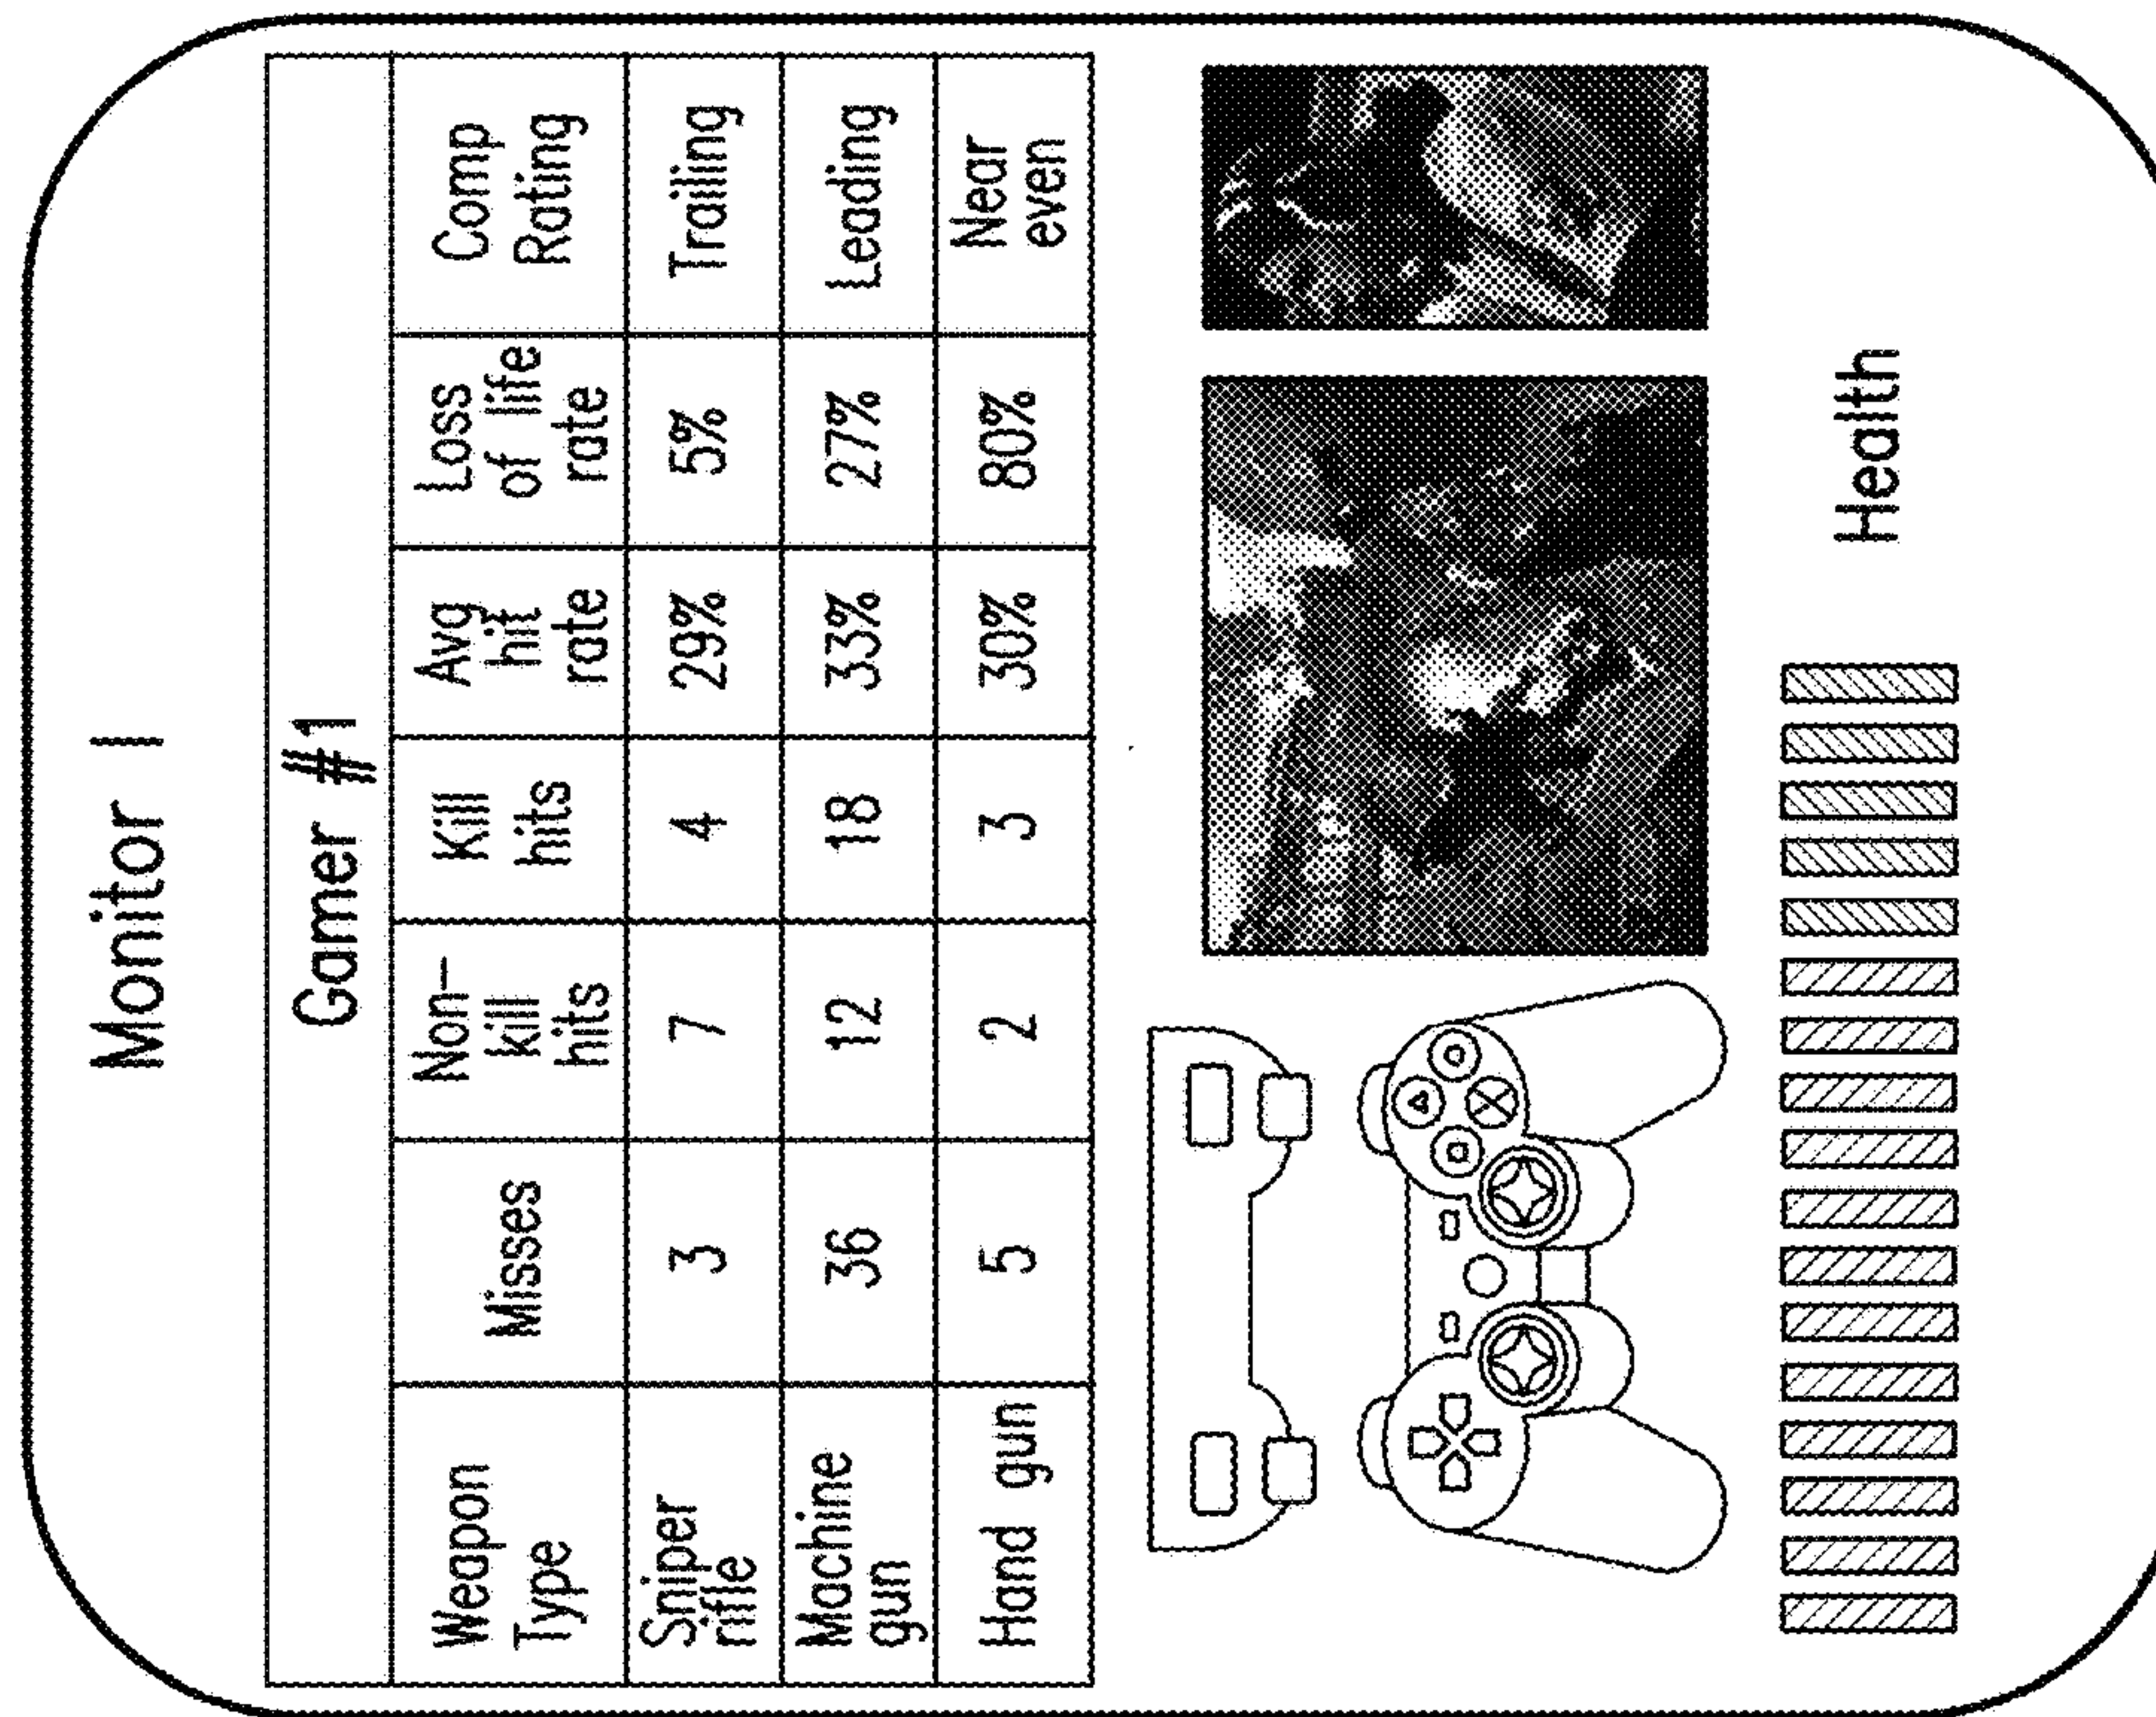 Monitor I
Gamer #1
Weapon Type Misses Non-kill hits Kill hits Avg hit rate Loss of life rate Comp Rating
Sniper rifle 3 7 4 29% 5% Trailing
Machine gun 36 12 18 33% 27% Leading
Hand gun 5 2 3 30% 80% Near even
Health